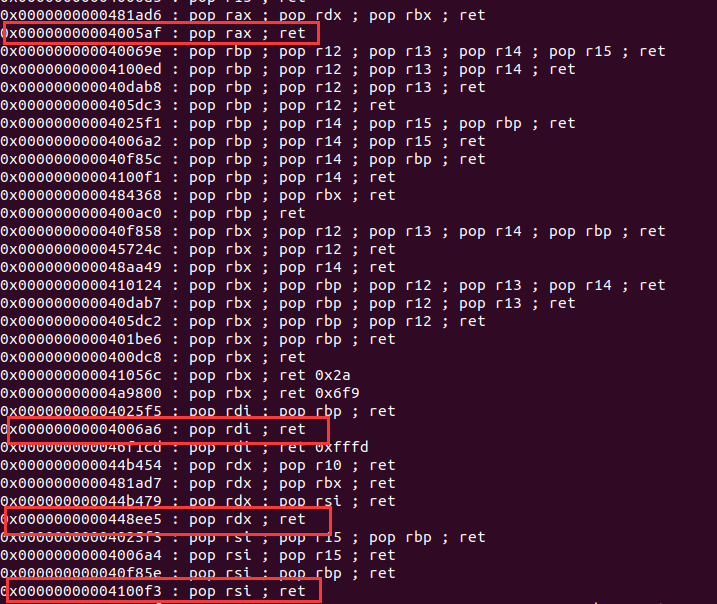 0x0000000000481ad6 : pop rax ; pop rdx ; pop rbx ; ret
0x00000000004005af : pop rax ; ret
0x000000000040069e : pop rbp ; pop r12 ; pop r13 ; pop r14 ; pop r15 ; ret
0x00000000004100ed : pop rbp ; pop r12 ; pop r13 ; pop r14 ; ret
0x000000000040dab8 : pop rbp ; pop r12 ; pop r13 ; ret
0x0000000000405dc3 : pop rbp ; pop r12 ; ret
0x00000000004025f1 : pop rbp ; pop r14 ; pop r15 ; pop rbp ; ret
0x00000000004006a2 : pop rbp ; pop r14 ; pop r15 ; ret
0x000000000040f85c : pop rbp ; pop r14 ; pop rbp ; ret
0x00000000004100f1 : pop rbp ; pop r14 ; ret
0x0000000000484368 : pop rbp ; pop rbx ; ret
0x0000000000400ac0 : pop rbp ; ret
0x000000000040f858 : pop rbx ; pop r12 ; pop r13 ; pop r14 ; pop rbp ; ret
0x000000000045724c : pop rbx ; pop r12 ; ret
0x000000000048aa49 : pop rbx ; pop r14 ; ret
0x0000000000410124 : pop rbx ; pop rbp ; pop r12 ; pop r13 ; pop r14 ; ret
0x000000000040dab7 : pop rbx ; pop rbp ; pop r12 ; pop r13 ; ret
0x0000000000405dc2 : pop rbx ; pop rbp ; pop r12 ; ret
0x0000000000401be6 : pop rbx ; pop rbp ; ret
0x0000000000400dc8 : pop rbx ; ret
0x000000000041056c : pop rbx ; ret 0x2a
0x00000000004a9800 : pop rbx ; ret 0x6f9
0x00000000004025f5 : pop rdi ; pop rbp ; ret
0x00000000004006a6 : pop rdi ; ret
0x000000000046f1cd : pop rdi ; ret 0xfffd
0x000000000044b454 : pop rdx ; pop r10 ; ret
0x0000000000481ad7 : pop rdx ; pop rbx ; ret
0x000000000044b479 : pop rdx ; pop rsi ; ret
0x0000000000448ee5 : pop rdx ; ret
0x00000000004025f3 : pop rsi ; pop r15 ; pop rbp ; ret
0x00000000004006a4 : pop rsi ; pop r15 ; ret
0x000000000040f85e : pop rsi ; pop rbp ; ret
0x00000000004100f3 : pop rsi ; ret